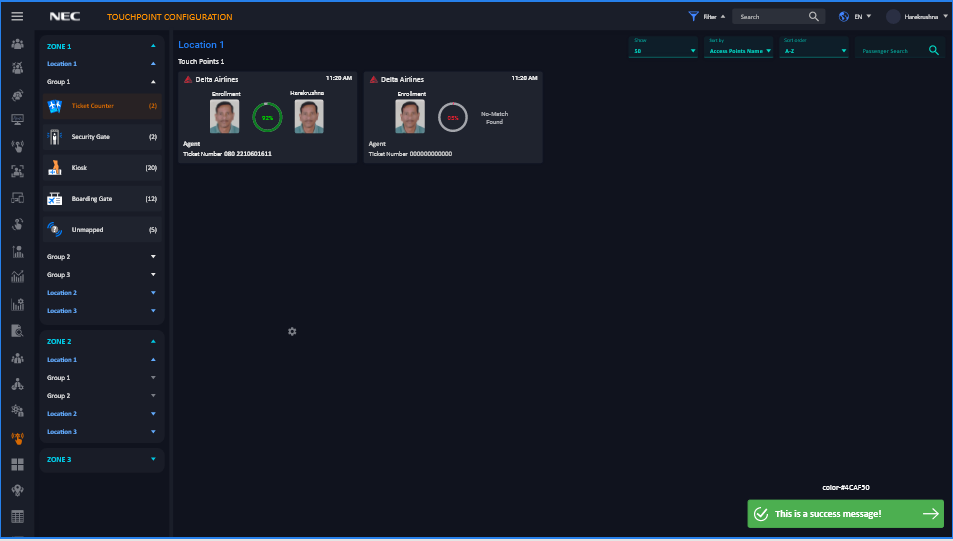 NEC
TOUCHPOINT CONFIGURATION
Filter
Search
EN
Harekrushna
ZONE 1
Location 1
Group 1
Ticket Counter (2)
Security Gate (2)
Kiosk (20)
Boarding Gate (12)
Unmapped (5)
Group 2
Group 3
Location 2
Location 3
ZONE 2
Location 1
Group 1
Group 2
Location 2
Location 3
ZONE 3
Location 1
Show
50
Sort by
Access Points Name
Sort order
A-Z
Passenger Search
Touch Points 1
Delta Airlines 11:20 AM
Enrollment
Harekrushna
Agent
Ticket Number 080 2210601611
Delta Airlines 11:20 AM
Enrollment
No-Match
Found
Agent
Ticket Number 000000000000
color-#4CAF50
This is a success message!